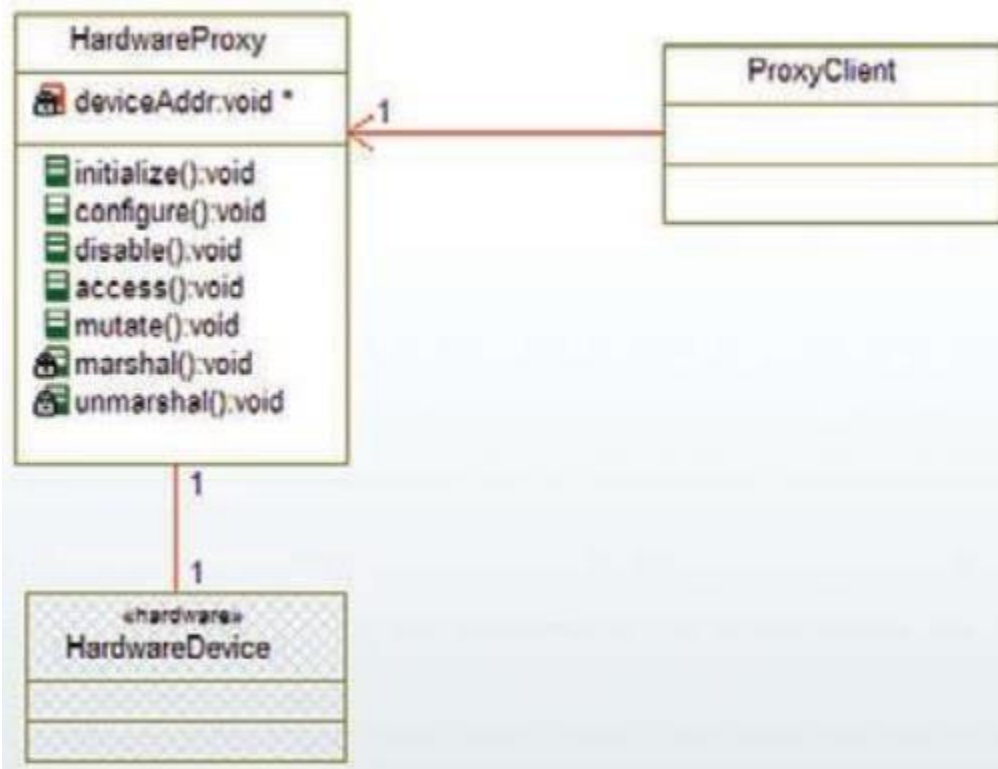 HardwareProxy
deviceAddr:void *
initialize():void
configure():void
disable():void
access():void
mutate():void
marshal():void
unmarshal():void
1
ProxyClient
1
1
«hardware»
HardwareDevice